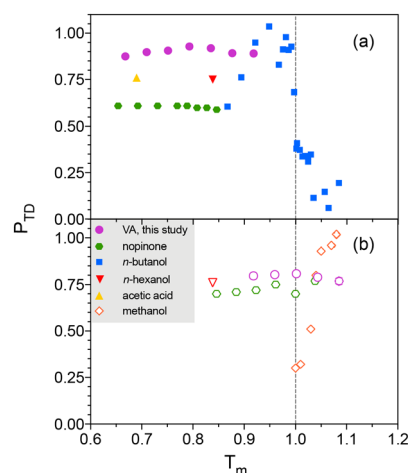 1.00
(a)
0.75
0.50
0.25
P_TD
0.00
1.00
VA, this study
(b)
nopinone
0.75
n-butanol
n-hexanol
0.50
acetic acid
methanol
0.25
0.00
0.6 0.7 0.8 0.9 1.0 1.1 1.2
T_m